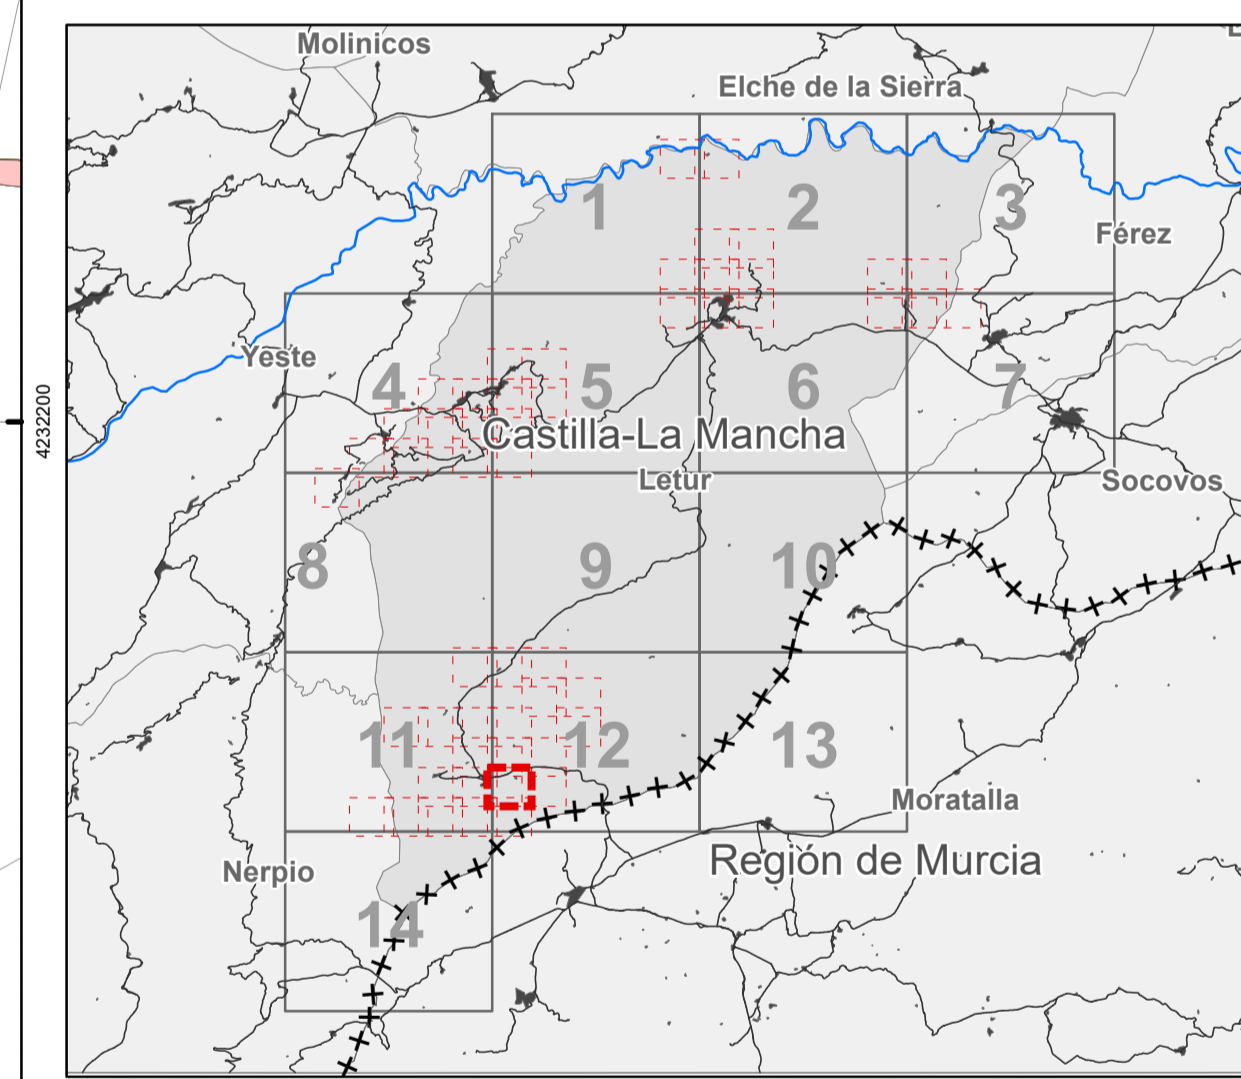 Molinicos
Elche de la Sierra
1
2
3
Férez
Yeste
4
5
6
7
4232200
Castilla-La Mancha
Letur
Socovos
8
9
10
11
12
13
Moratalla
Nerpio
Región de Murcia
14